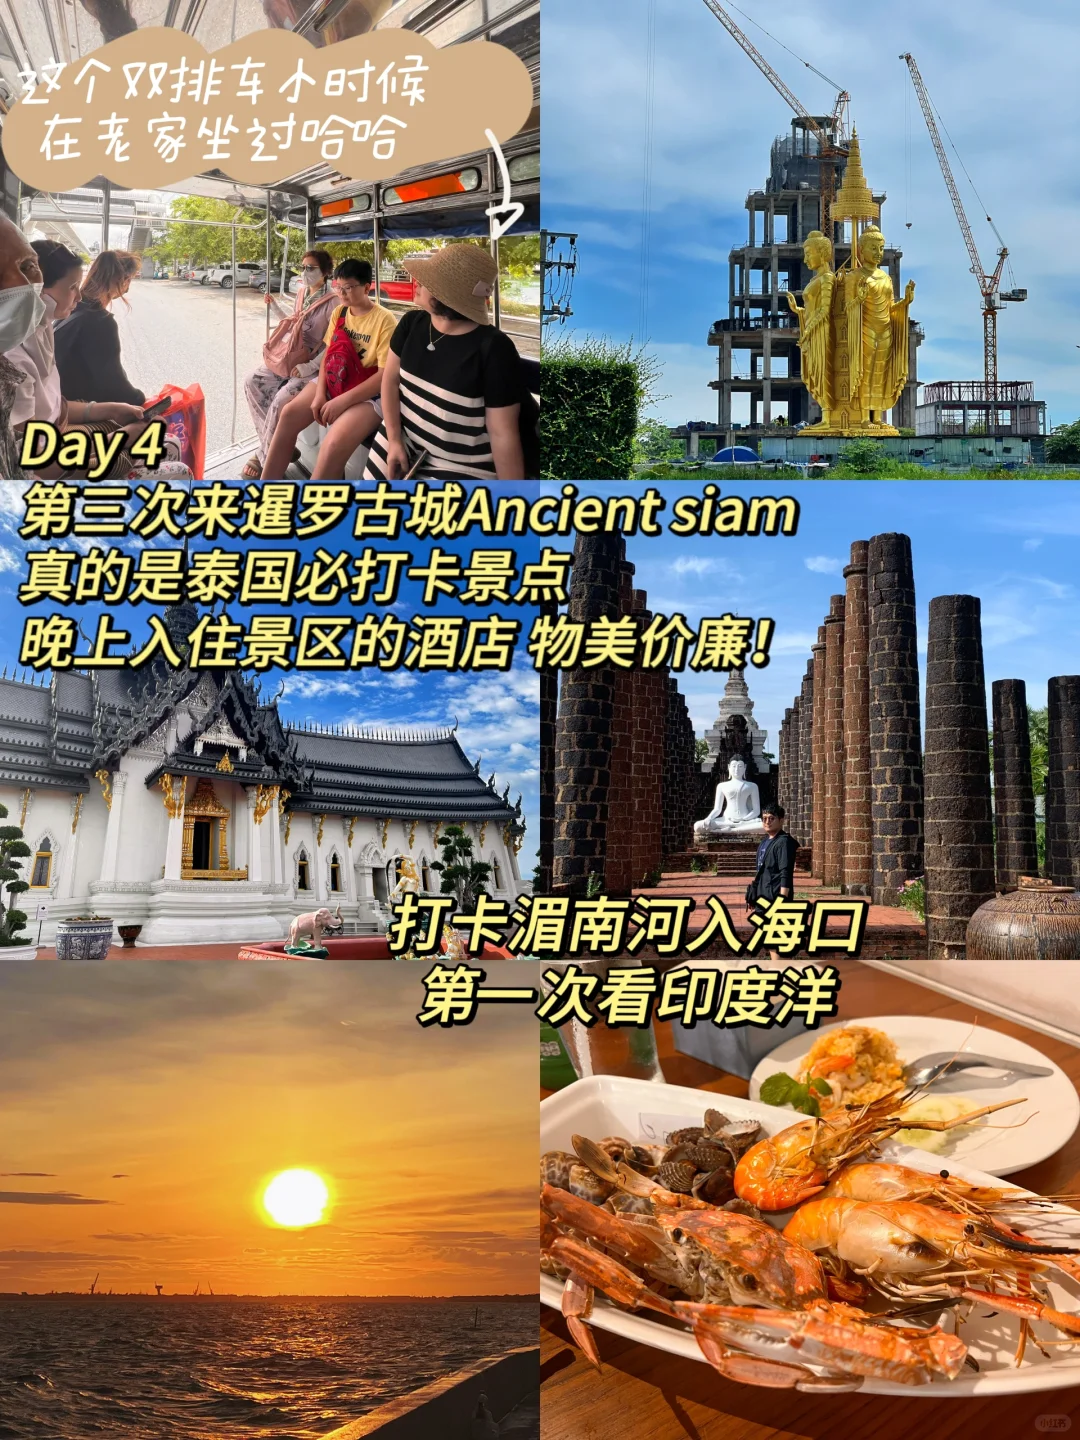 这个双排车小时候
在老家坐过哈哈
Day 4
第三次来暹罗古城Ancient siam
真的是泰国必打卡景点
晚上入住景区的酒店 物美价廉！
打卡湄南河入海口
第一次看印度洋
小红书